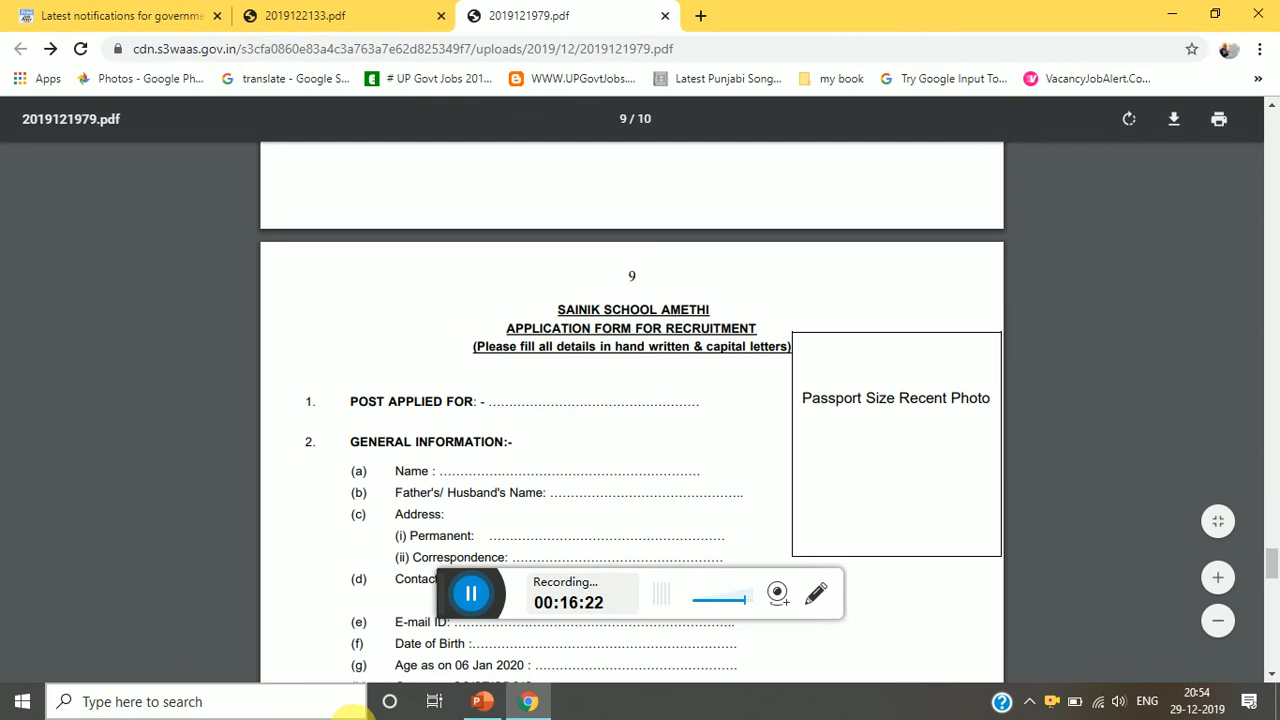 Latest notifications for governme
2019122133.pdf
2019121979.pdf
cdn.s3waas.gov.in/s3cfa0860e83a4c3a763a7e62d825349f7/uploads/2019/12/2019121979.pdf
Apps
Photos - Google Ph...
translate - Google S...
# UP Govt Jobs 201...
WWW.UPGovtJobs....
Latest Punjabi Song...
my book
Try Google Input To...
VacancyJobAlert.Co...
»
2019121979.pdf
9 / 10
9
SAINIK SCHOOL AMETHI
APPLICATION FORM FOR RECRUITMENT
(Please fill all details in hand written & capital letters)
Passport Size Recent Photo
1. POST APPLIED FOR: - ……………………………………………
2. GENERAL INFORMATION:-
(a) Name : …………………………………………………
(b) Father's/ Husband's Name: …………………………………..
(c) Address:
(i) Permanent: ……………………………………………
(ii) Correspondence: ………………………………………
(d) Contac
Recording...
00:16:22
(e) E-mail ID: …………………………………………………..
(f) Date of Birth :…………………………………………………
(g) Age as on 06 Jan 2020 : ……………………………………
Type here to search
ENG
20:54
29-12-2019